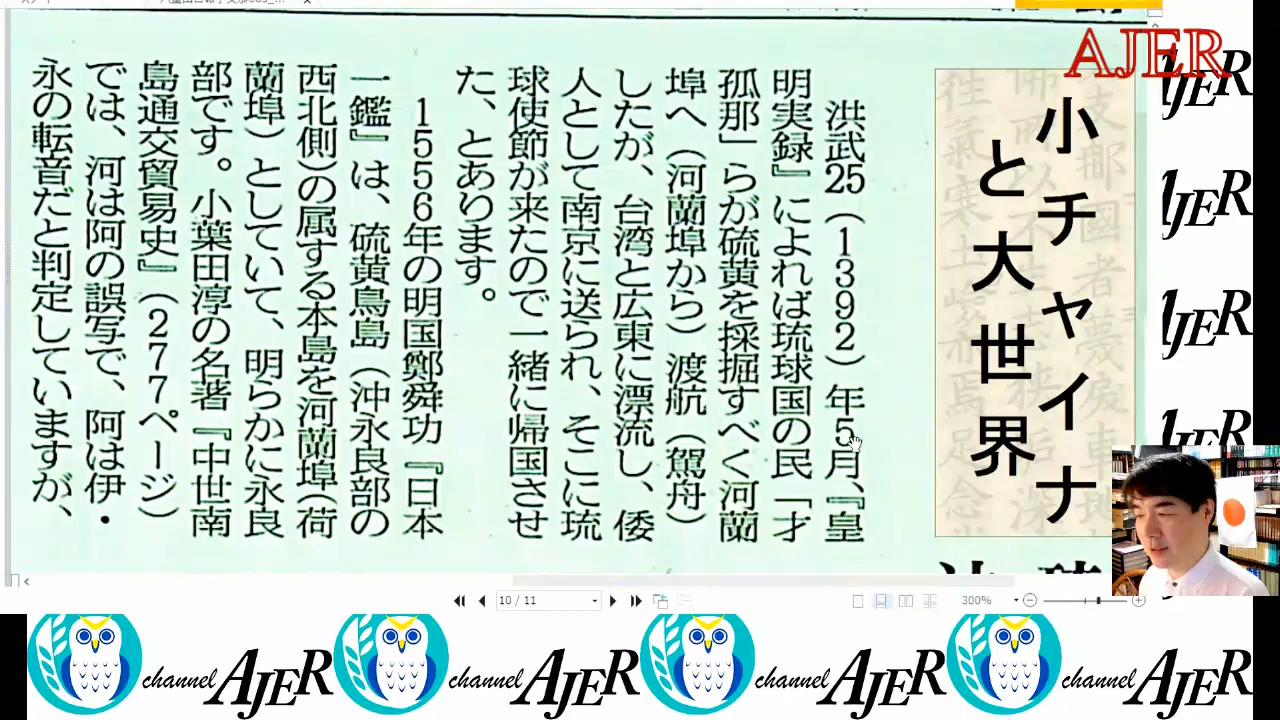 AJER
小チャイナ
と大世界
洪武25（1392）年5月、『皇
明実録』によれば琉球国の民「才
孤那」らが硫黄を採掘すべく河蘭
埠へ（河蘭埠から）渡航（駕舟）
したが、台湾と広東に漂流し、倭
人として南京に送られ、そこに琉
球使節が来たので一緒に帰国させ
た、とあります。
1556年の明国鄭舜功『日本
一鑑』は、硫黄鳥島（沖永良部の
西北側）の属する本島を河蘭埠（荷
蘭埠）としていて、明らかに永良
部です。小葉田淳の名著『中世南
島通交貿易史』（277ページ）
では、河は阿の誤写で、阿は伊・
永の転音だと判定していますが、
10 / 11
300%
AJER
AJER
AJER
AJER
channel AJER
channel AJER
channel AJER
channel AJER